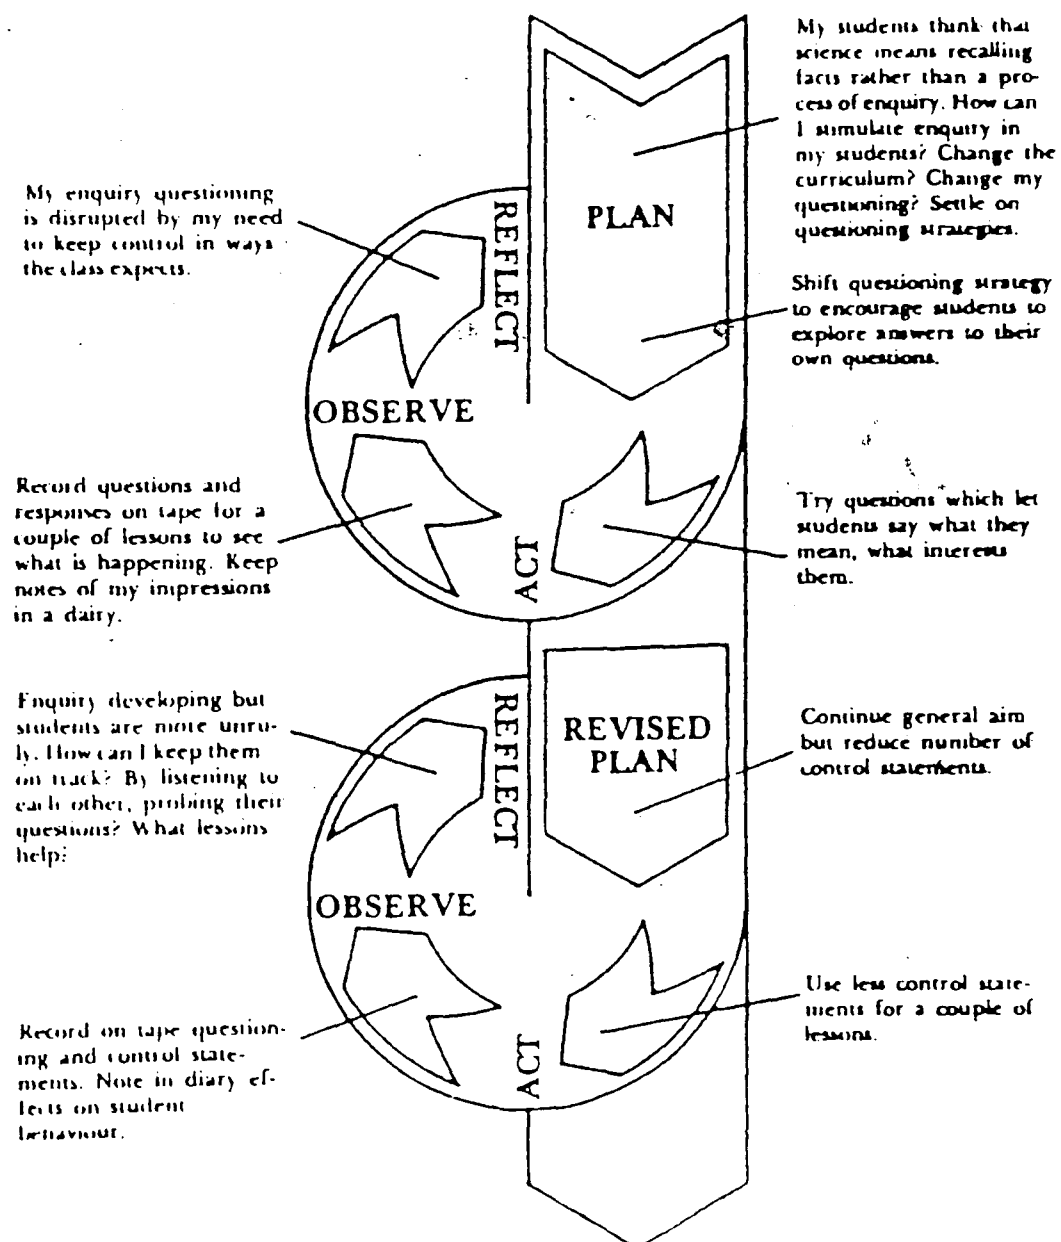 My students think that
science means recalling
facts rather than a pro-
cess of enquiry. How can
I stimulate enquiry in
my students? Change the
curriculum? Change my
questioning? Settle on
questioning strategies.
PLAN
Shift questioning strategy
to encourage students to
explore answers to their
own questions.
My enquiry questioning
is disrupted by my need
to keep control in ways
the class expects.
REFLECT
OBSERVE
Record questions and
responses on tape for a
couple of lessons to see
what is happening. Keep
notes of my impressions
in a dairy.
ACT
Try questions which let
students say what they
mean, what interests
them.
REVISED
PLAN
Continue general aim
but reduce number of
control statements.
Enquiry developing but
students are more unru-
ly. How can I keep them
on track? By listening to
each other, probing their
questions? What lessons
help?
REFLECT
OBSERVE
Record on tape question-
ing and control state-
ments. Note in diary ef-
fects on student
behaviour.
ACT
Use less control state-
ments for a couple of
lessons.